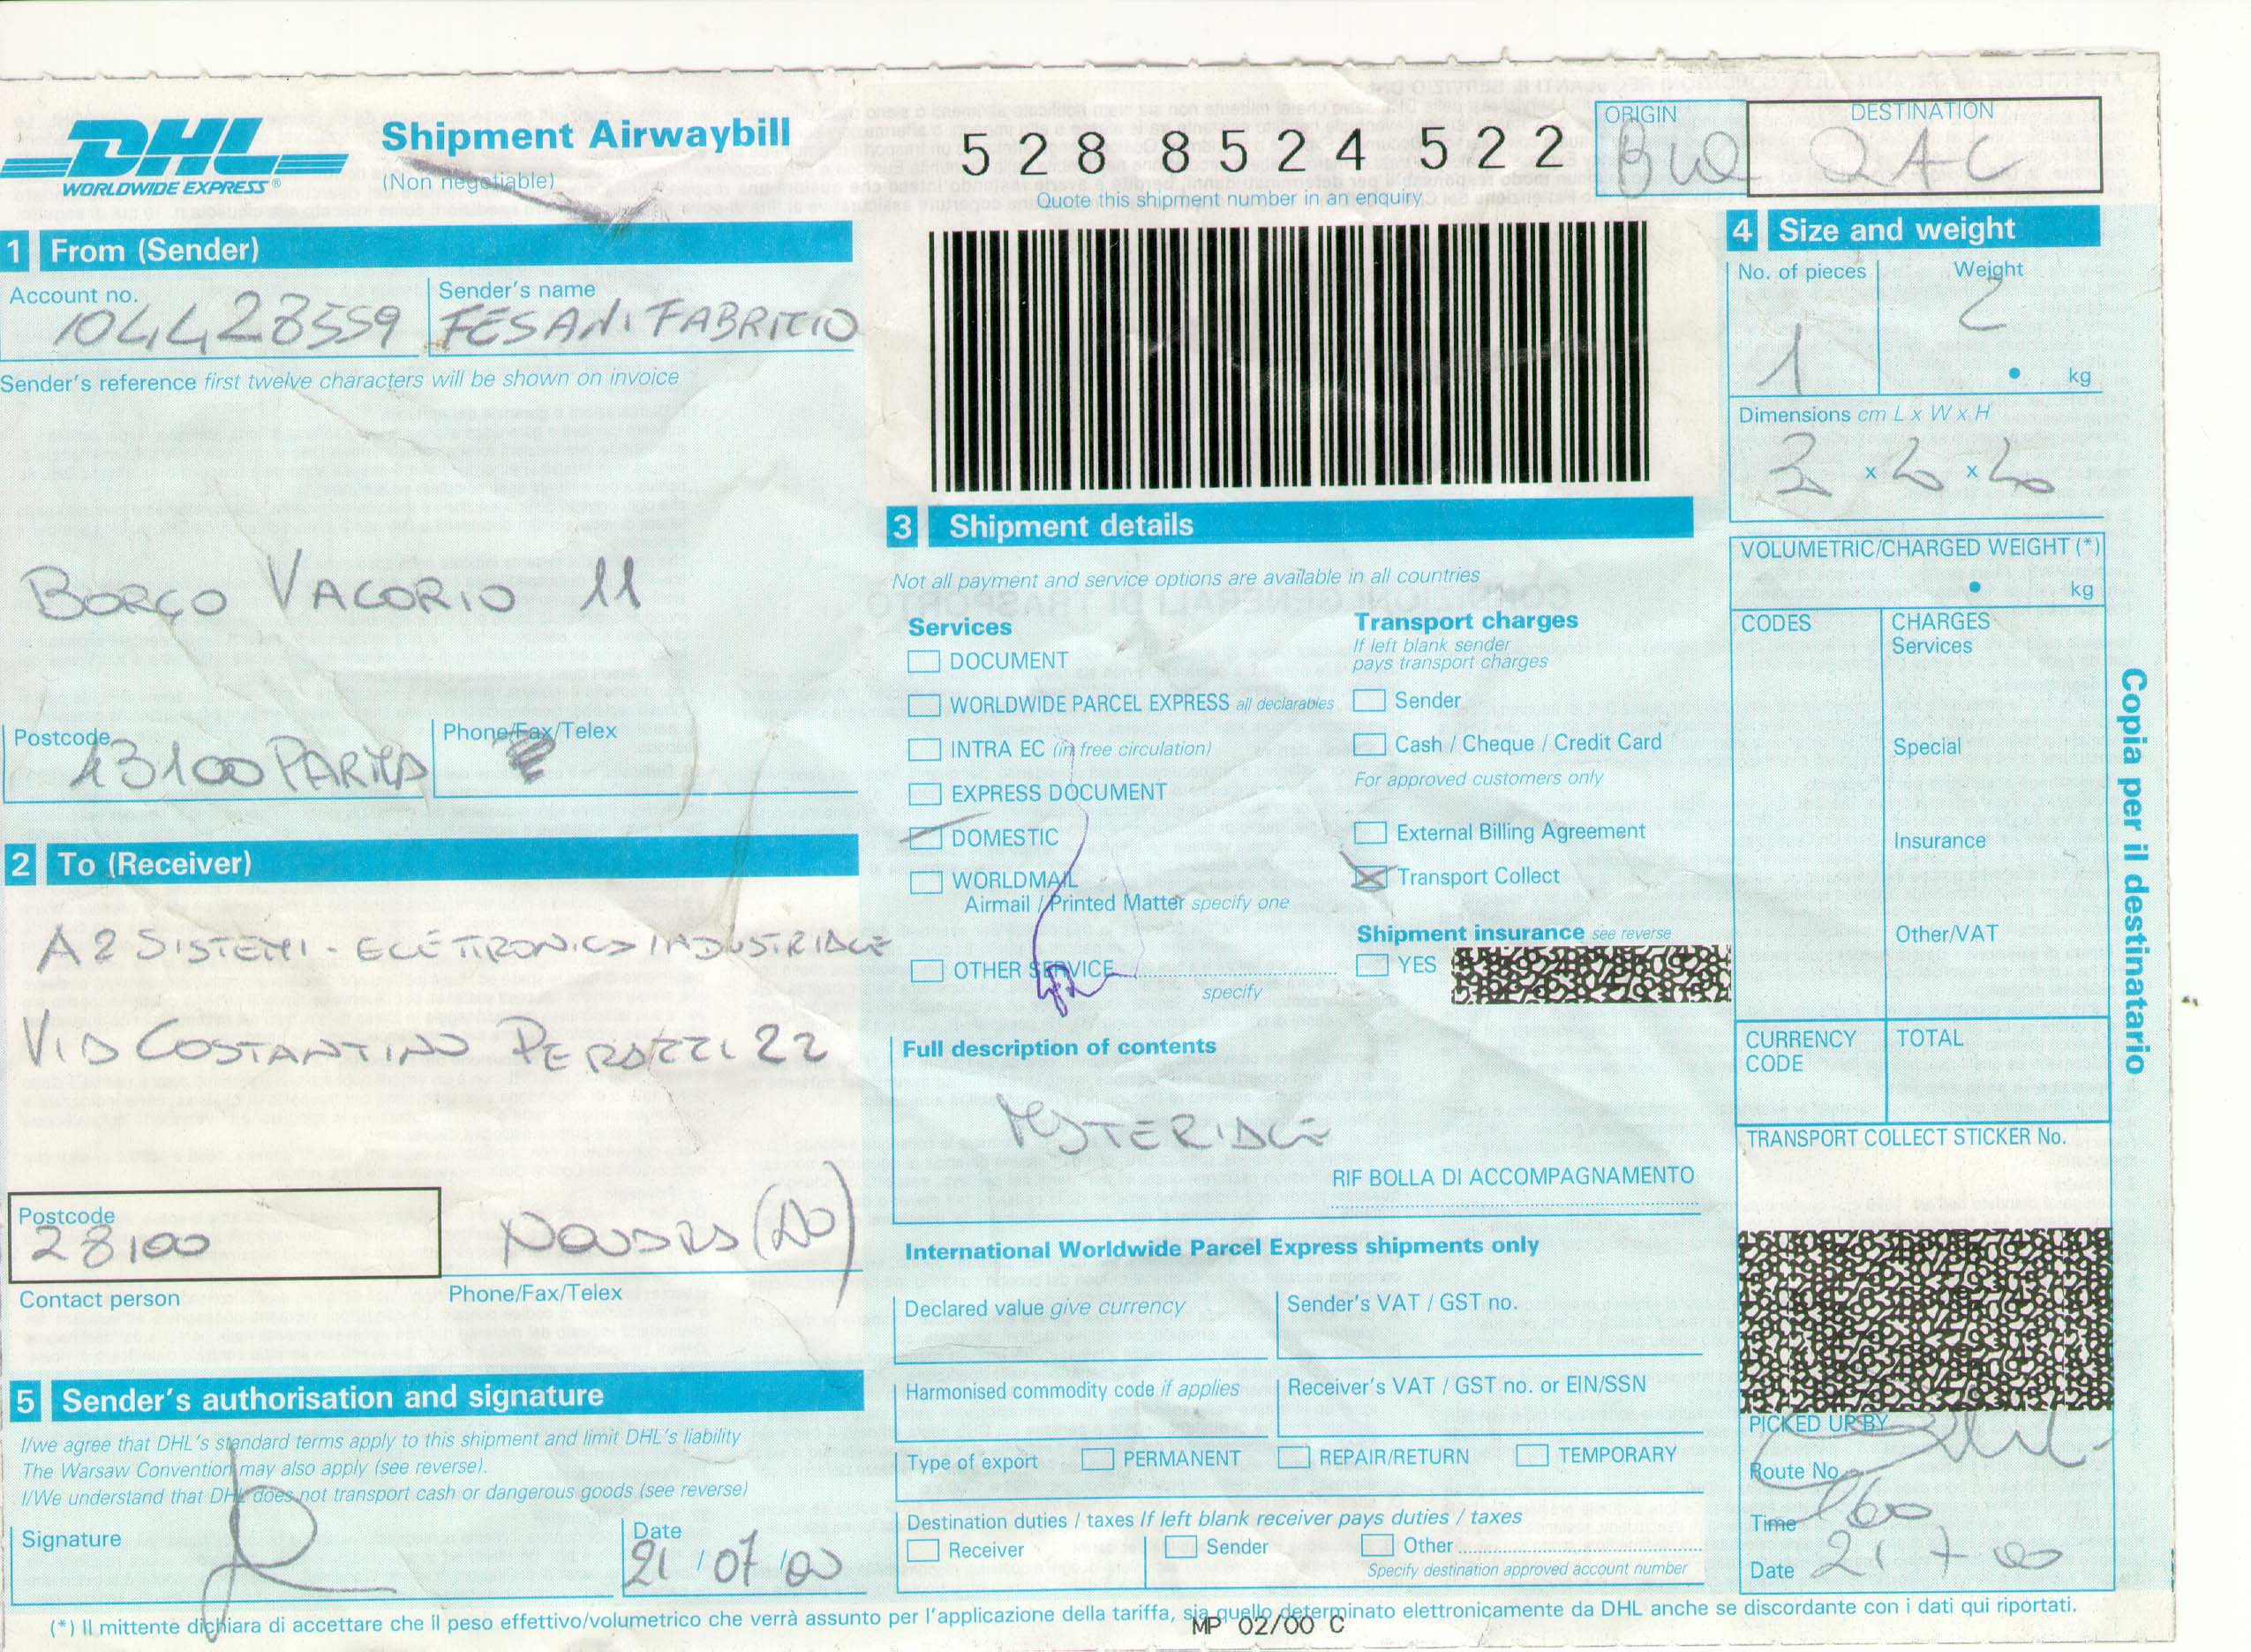 DHL
WORLDWIDE EXPRESS®
Shipment Airwaybill
(Non negotiable)
528 8524 522
Quote this shipment number in an enquiry
ORIGIN
DESTINATION
QAC
1 From (Sender)
Account no.
104428559
Sender's name
FESANI FABRIZIO
Sender's reference first twelve characters will be shown on invoice
BORGO VACORIO 11
Postcode
43100 PARMA
Phone/Fax/Telex
2 To (Receiver)
A2 SISTEMI - ELETTRONICA INDUSTRIALE
VIA COSTANTINO PERAZZI 22
Postcode
28100
NOVARA (NO)
Contact person
Phone/Fax/Telex
5 Sender's authorisation and signature
I/we agree that DHL's standard terms apply to this shipment and limit DHL's liability
The Warsaw Convention may also apply (see reverse).
I/We understand that DHL does not transport cash or dangerous goods (see reverse)
Signature
Date
21/07/00
3 Shipment details
Not all payment and service options are available in all countries
Services
DOCUMENT
WORLDWIDE PARCEL EXPRESS all declarables
INTRA EC (in free circulation)
EXPRESS DOCUMENT
DOMESTIC
WORLDMAIL
Airmail / Printed Matter specify one
OTHER SERVICE
specify
Transport charges
If left blank sender
pays transport charges
Sender
Cash / Cheque / Credit Card
For approved customers only
External Billing Agreement
Transport Collect
Shipment insurance see reverse
YES
Full description of contents
MATERIALE
RIF BOLLA DI ACCOMPAGNAMENTO
International Worldwide Parcel Express shipments only
Declared value give currency
Sender's VAT / GST no.
Harmonised commodity code if applies
Receiver's VAT / GST no. or EIN/SSN
Type of export
PERMANENT
REPAIR/RETURN
TEMPORARY
Destination duties / taxes If left blank receiver pays duties / taxes
Receiver
Sender
Other
Specify destination approved account number
4 Size and weight
No. of pieces
1
Weight
2
. kg
Dimensions cm L x W x H
x x
VOLUMETRIC/CHARGED WEIGHT (*)
. kg
CODES
CHARGES
Services
Special
Insurance
Other/VAT
CURRENCY
CODE
TOTAL
TRANSPORT COLLECT STICKER No.
PICKED UP BY
Route No.
Time
Date 21 7 00
Copia per il destinatario
(*) Il mittente dichiara di accettare che il peso effettivo/volumetrico che verrà assunto per l'applicazione della tariffa, sia quello determinato elettronicamente da DHL anche se discordante con i dati qui riportati.
MP 02/00 C